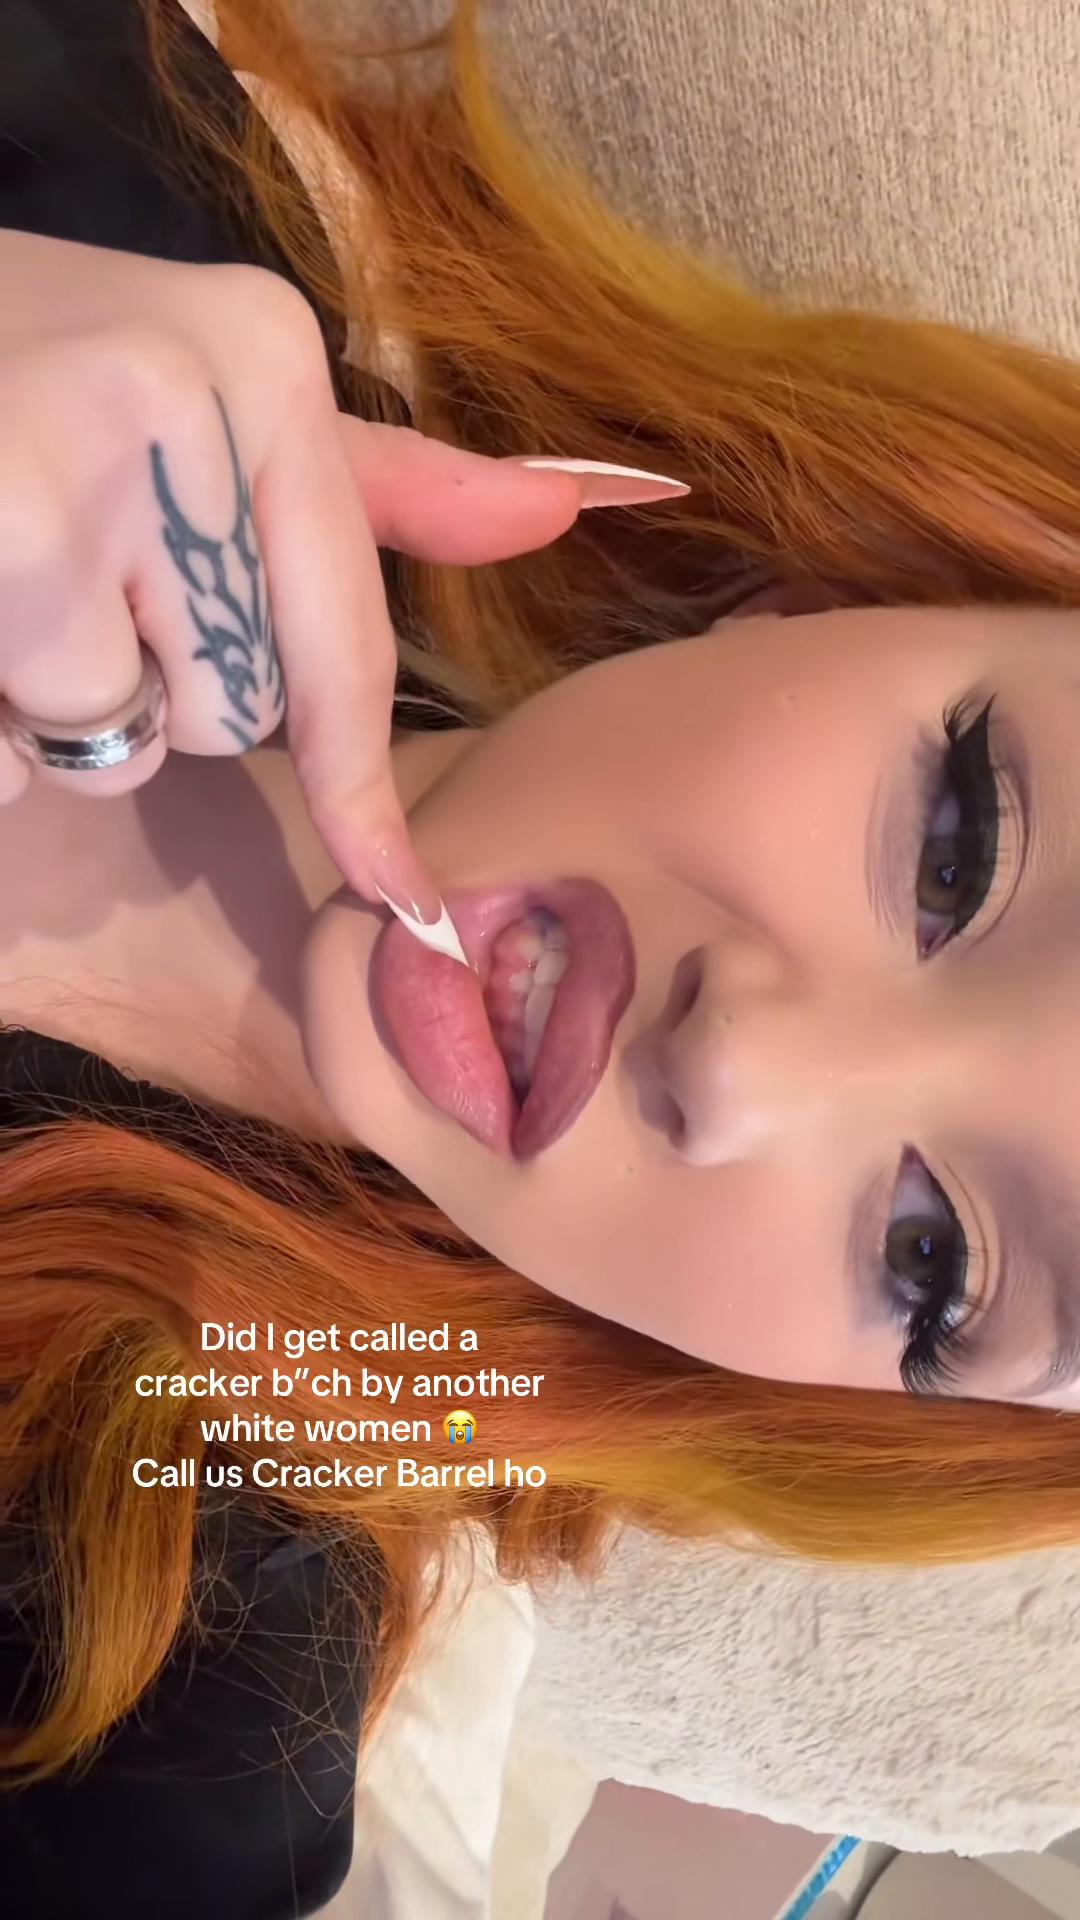 Did I get called a
cracker b"ch by another
white women 😭
Call us Cracker Barrel ho